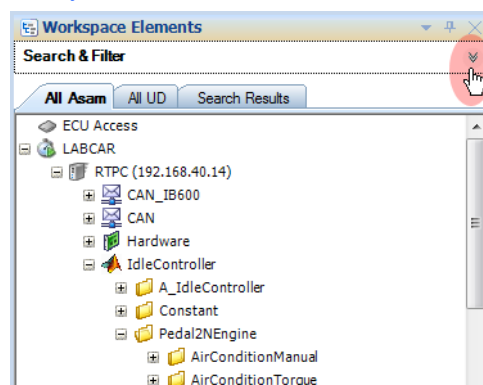 Workspace Elements
Search & Filter
All Asam All UD Search Results
ECU Access
LABCAR
RTPC (192.168.40.14)
CAN_IB600
CAN
Hardware
IdleController
A_IdleController
Constant
Pedal2NEngine
AirConditionManual
AirConditionTorque